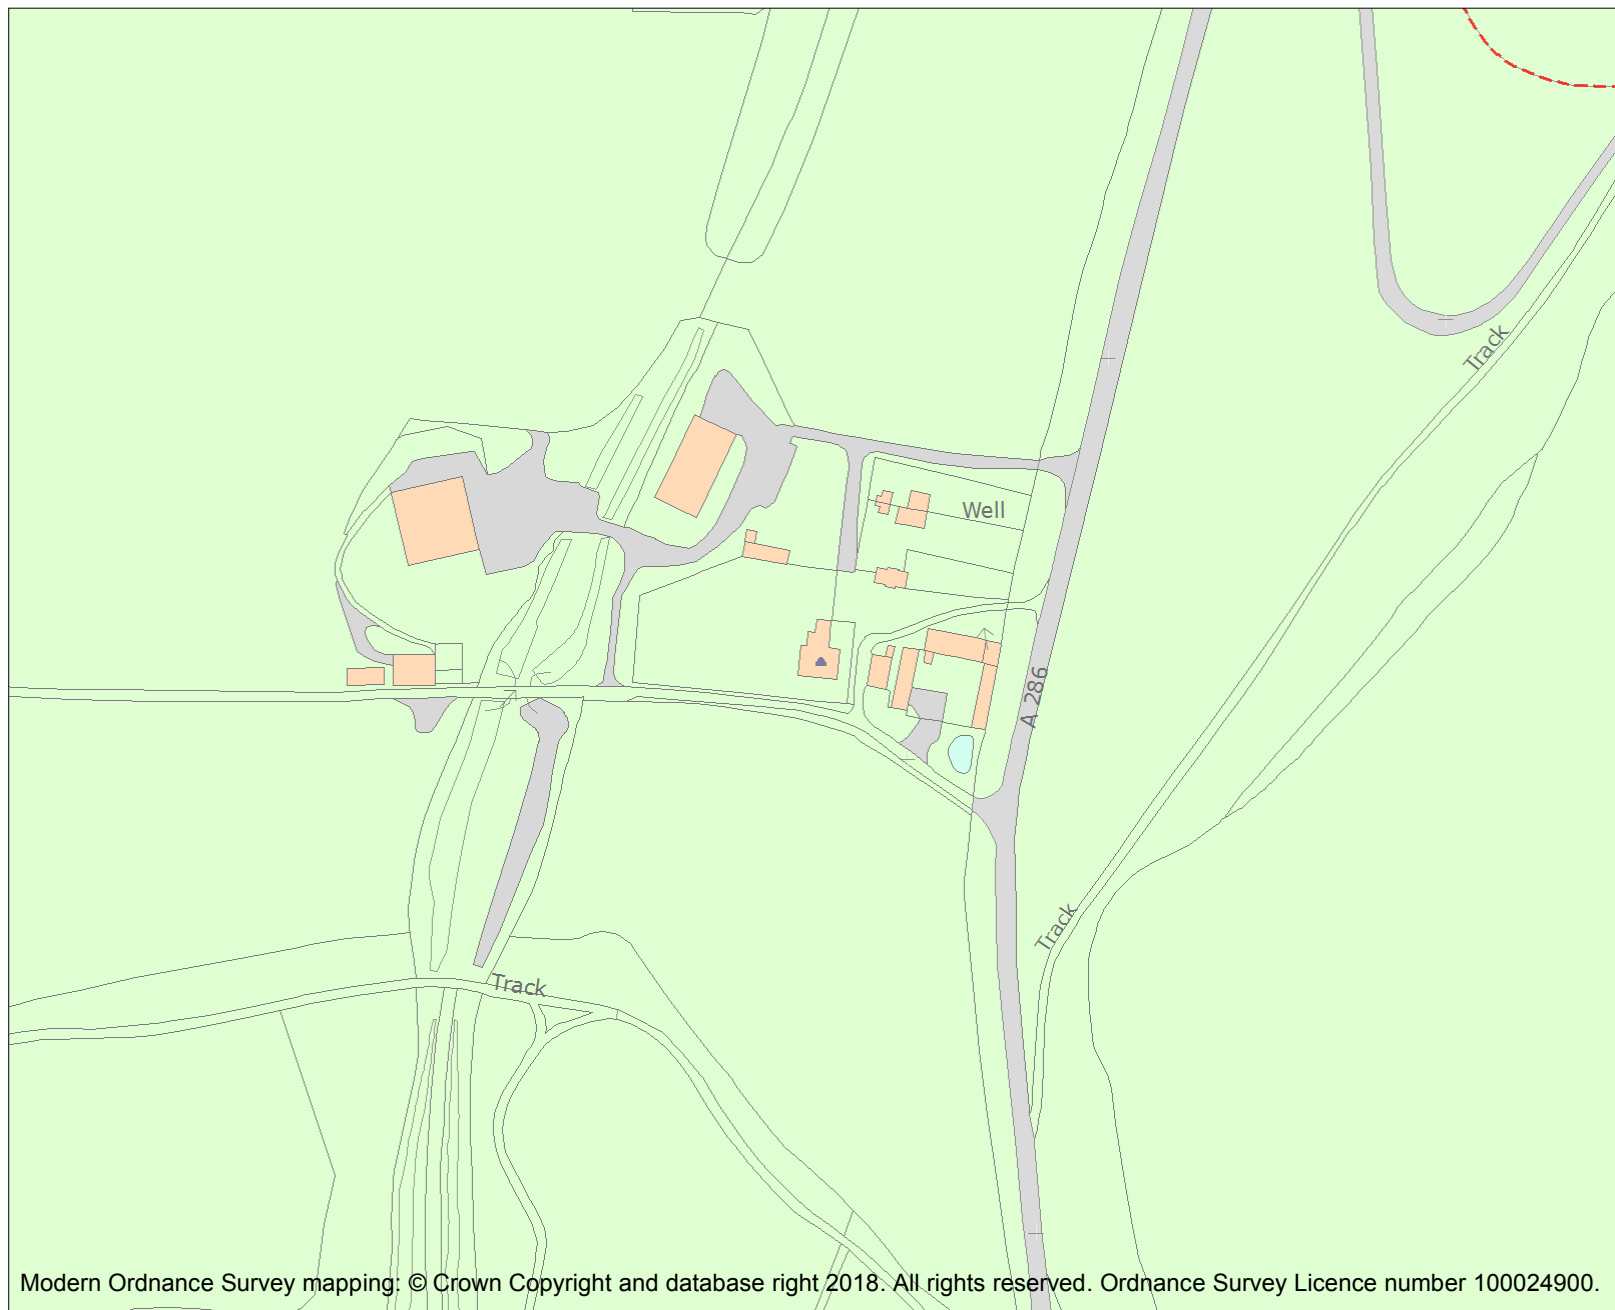 Track
Well
A 286
Track
Track
Modern Ordnance Survey mapping: © Crown Copyright and database right 2018. All rights reserved. Ordnance Survey Licence number 100024900.